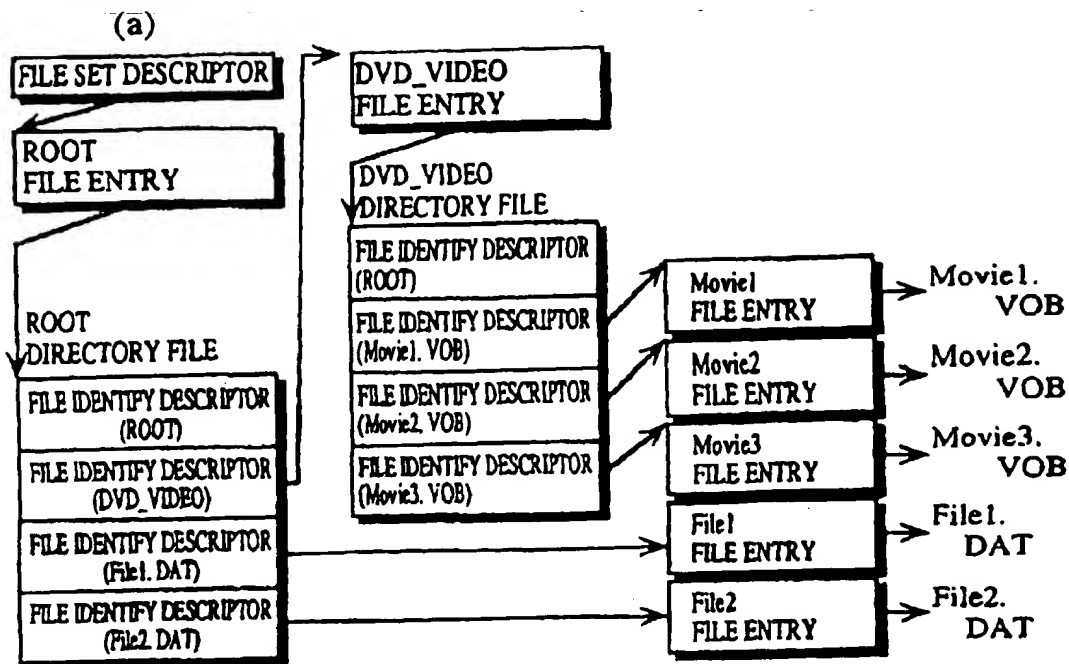 (a)
FILE SET DESCRIPTOR
ROOT
FILE ENTRY
ROOT
DIRECTORY FILE
FILE IDENTIFY DESCRIPTOR
(ROOT)
FILE IDENTIFY DESCRIPTOR
(DVD_VIDEO)
FILE IDENTIFY DESCRIPTOR
(File1. DAT)
FILE IDENTIFY DESCRIPTOR
(File2. DAT)
DVD_VIDEO
FILE ENTRY
DVD_VIDEO
DIRECTORY FILE
FILE IDENTIFY DESCRIPTOR
(ROOT)
FILE IDENTIFY DESCRIPTOR
(Movie1. VOB)
FILE IDENTIFY DESCRIPTOR
(Movie2. VOB)
FILE IDENTIFY DESCRIPTOR
(Movie3. VOB)
Movie1
FILE ENTRY
Movie1.
VOB
Movie2
FILE ENTRY
Movie2.
VOB
Movie3
FILE ENTRY
Movie3.
VOB
File1
FILE ENTRY
File1.
DAT
File2
FILE ENTRY
File2.
DAT